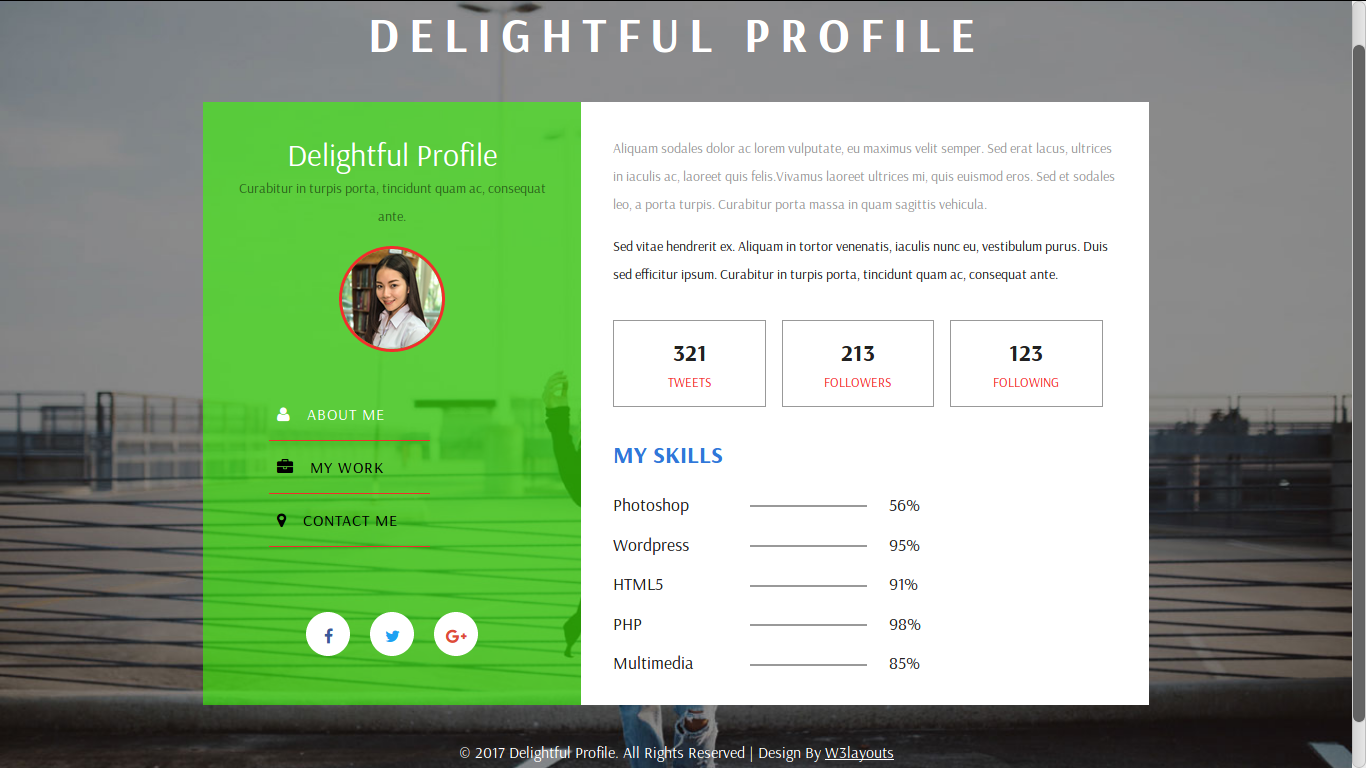 DELIGHTFUL PROFILE
Delightful Profile
Curabitur in turpis porta, tincidunt quam ac, consequat
ante.
ABOUT ME
MY WORK
CONTACT ME
Aliquam sodales dolor ac lorem vulputate, eu maximus velit semper. Sed erat lacus, ultrices
in iaculis ac, laoreet quis felis.Vivamus laoreet ultrices mi, quis euismod eros. Sed et sodales
leo, a porta turpis. Curabitur porta massa in quam sagittis vehicula.
Sed vitae hendrerit ex. Aliquam in tortor venenatis, iaculis nunc eu, vestibulum purus. Duis
sed efficitur ipsum. Curabitur in turpis porta, tincidunt quam ac, consequat ante.
321
TWEETS
213
FOLLOWERS
123
FOLLOWING
MY SKILLS
Photoshop 56%
Wordpress 95%
HTML5 91%
PHP 98%
Multimedia 85%
© 2017 Delightful Profile. All Rights Reserved | Design By W3layouts